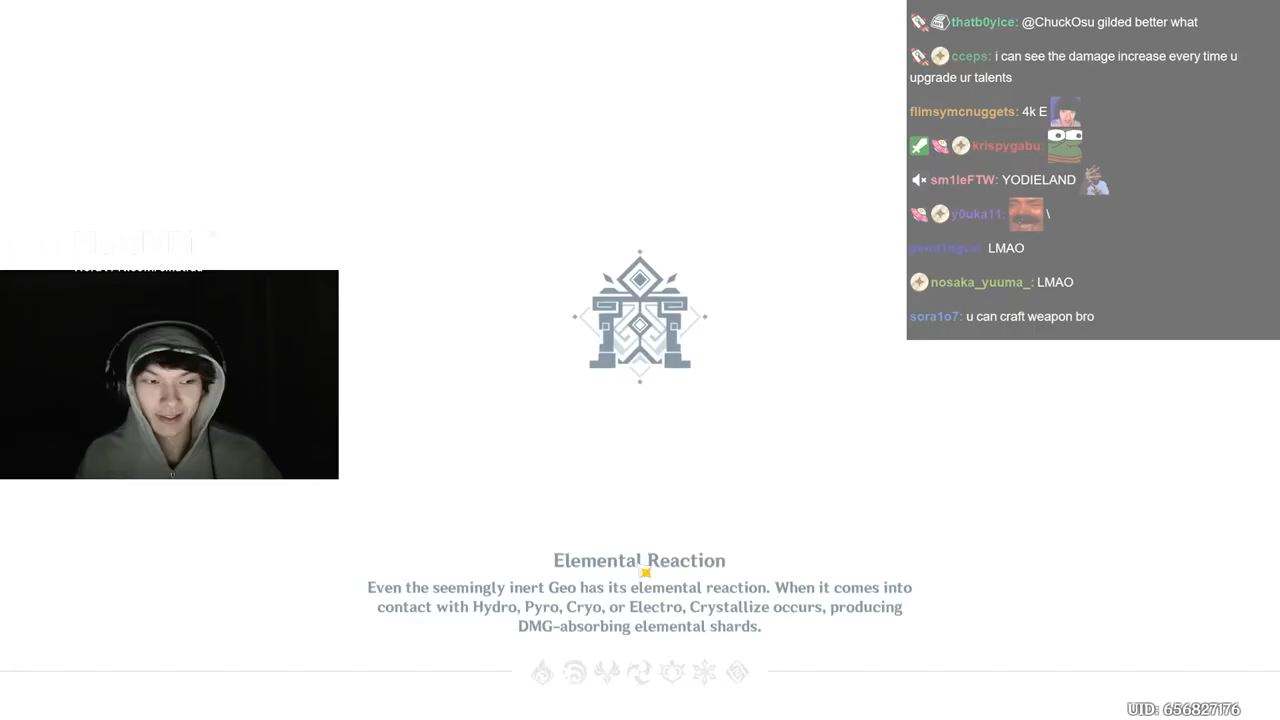 thatb0yice: @ChuckOsu gilded better what
cceps: i can see the damage increase every time u
upgrade ur talents
flimsymcnuggets: 4k E
krispygabu:
sm1leFTW: YODIELAND
y0uka11: \
LMAO
nosaka_yuuma_: LMAO
sora1o7: u can craft weapon bro
Elemental Reaction
Even the seemingly inert Geo has its elemental reaction. When it comes into
contact with Hydro, Pyro, Cryo, or Electro, Crystallize occurs, producing
DMG-absorbing elemental shards.
UID: 656827176